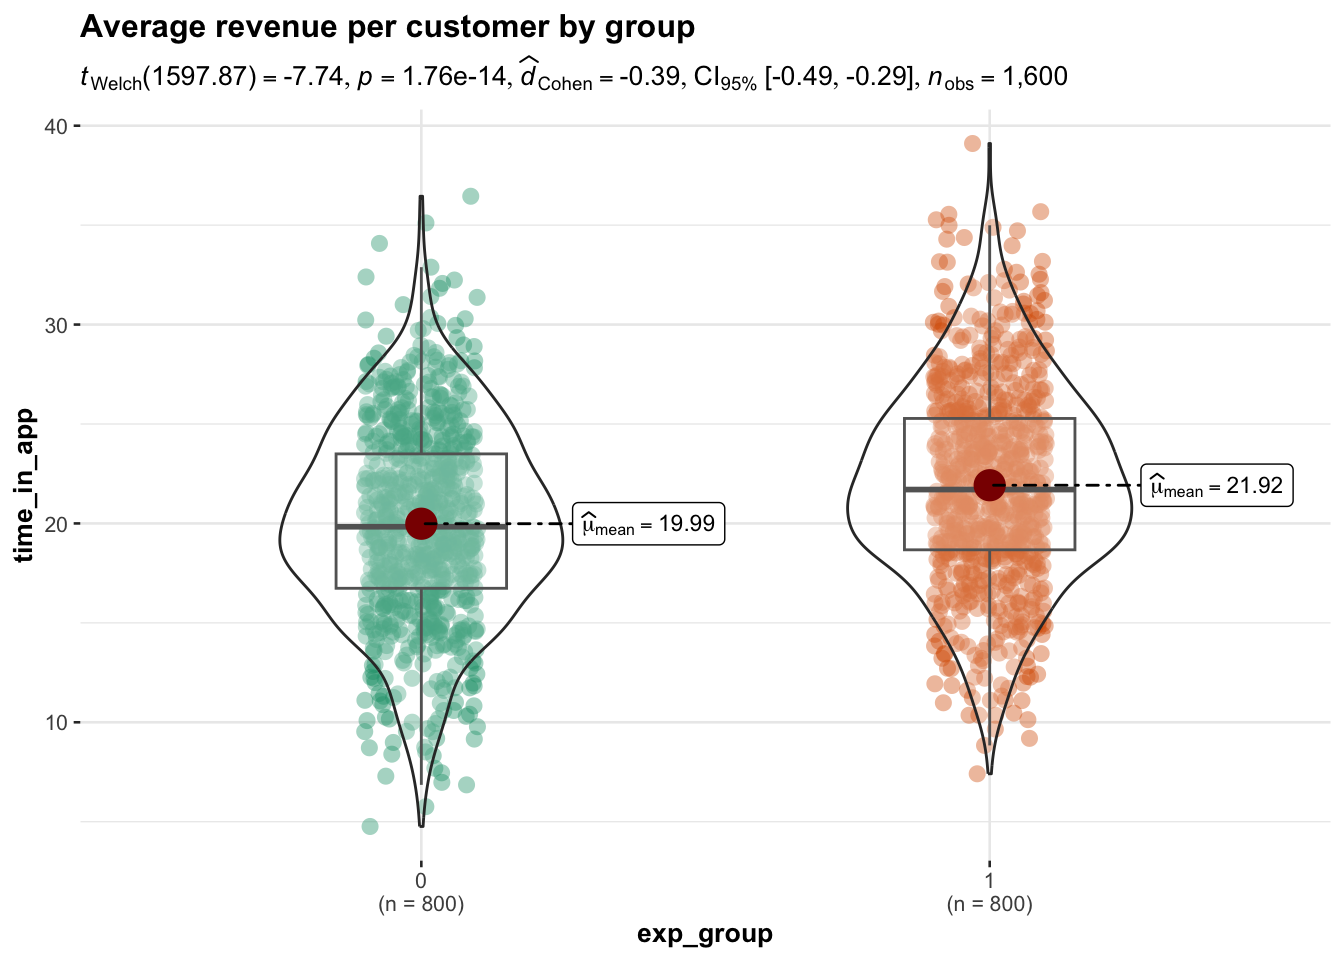 Average revenue per customer by group
t Welch(1597.87) = -7.74, p = 1.76e-14, d̂ Cohen = -0.39, CI95% [-0.49, -0.29], n obs = 1,600
40
30
20
10
time_in_app
μ̂ mean = 19.99
μ̂ mean = 21.92
0
(n = 800)
1
(n = 800)
exp_group